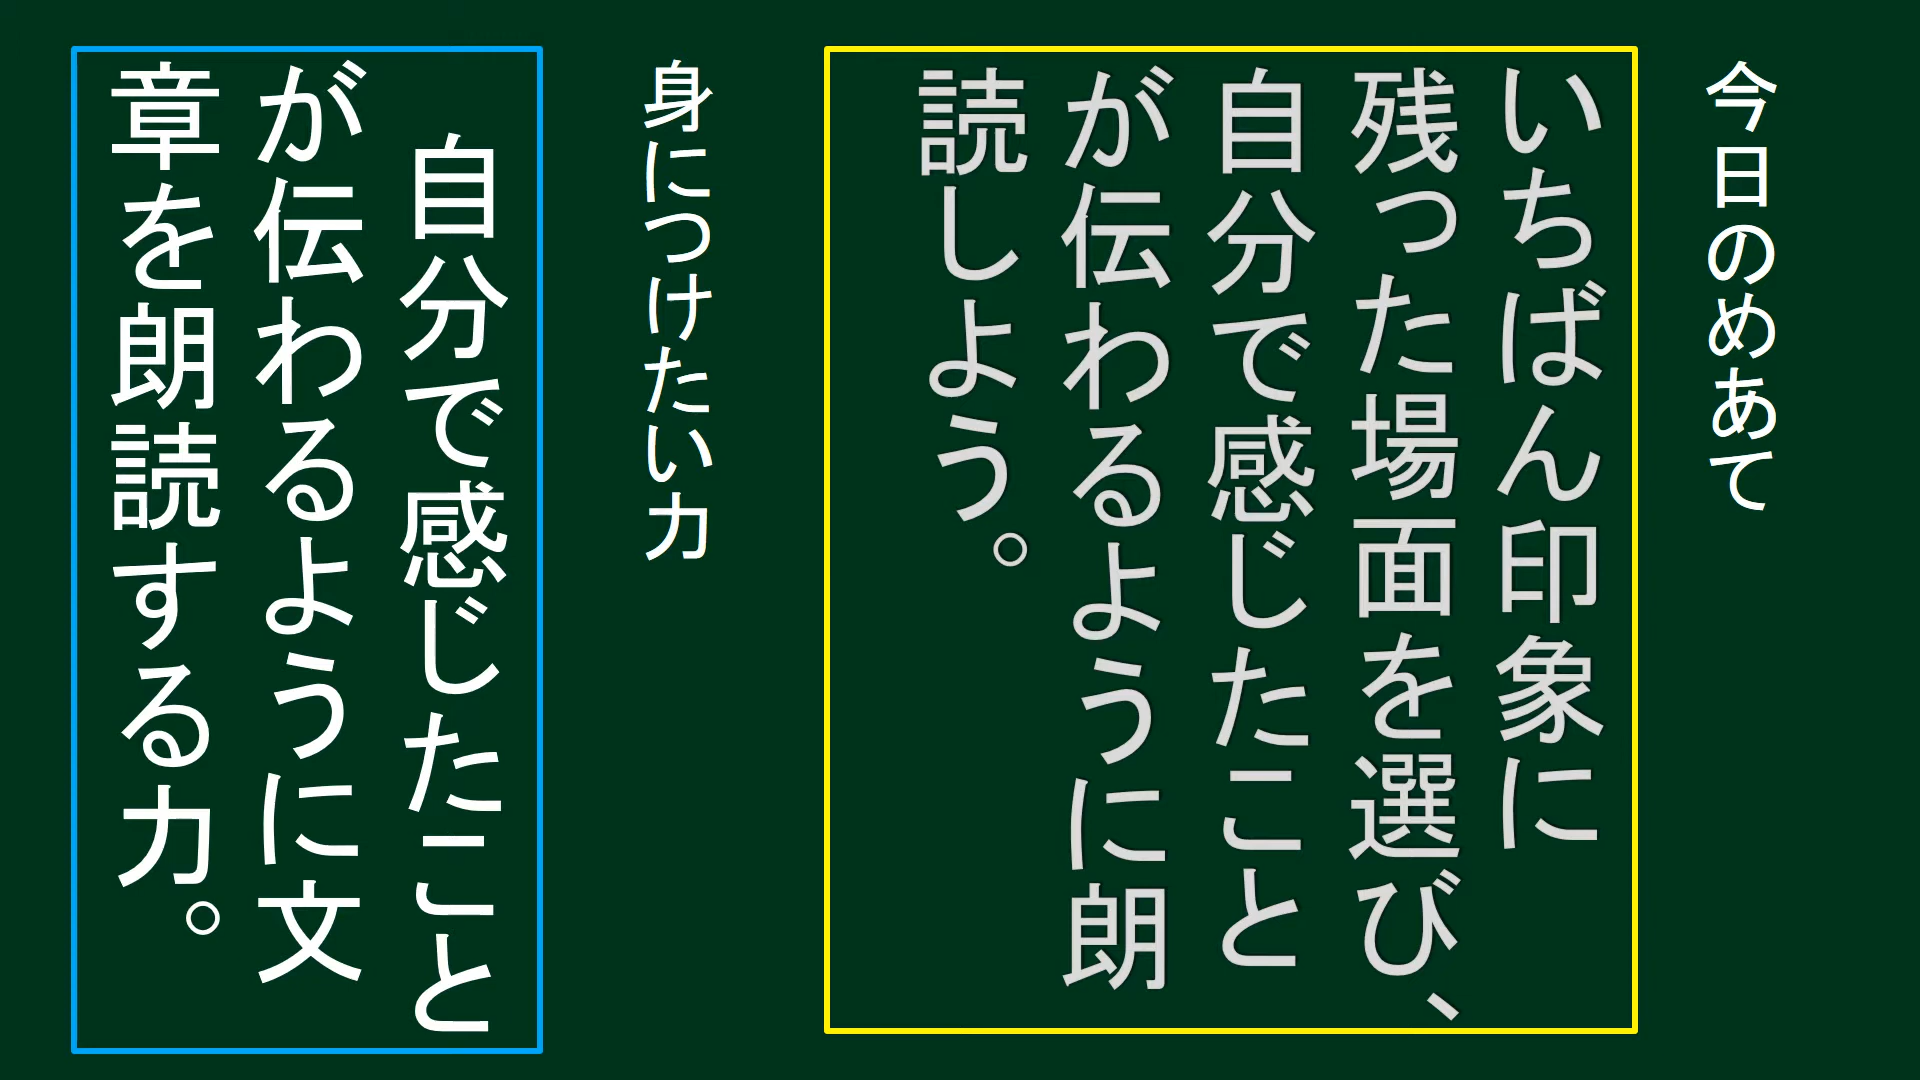 今日のめあて
いちばん印象に
残った場面を選び、
自分で感じたこと
が伝わるように朗
読しよう。
身につけたい力
自分で感じたこと
が伝わるように文
章を朗読する力。